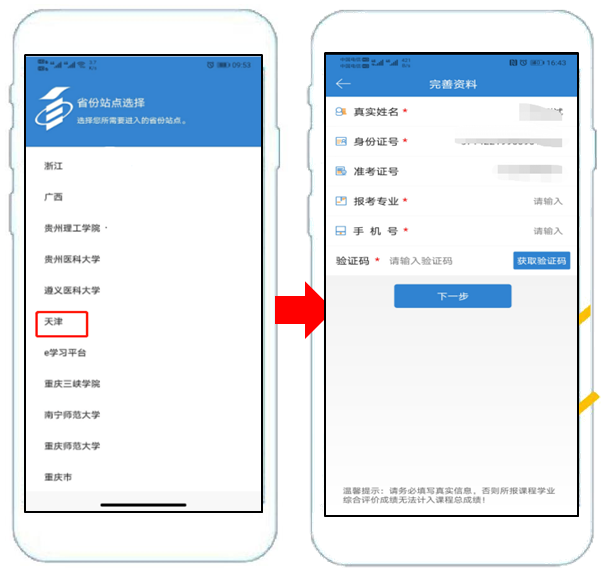 09:53
省份站点选择
选择您所需要进入的省份站点。
浙江
广西
贵州理工学院
贵州医科大学
遵义医科大学
天津
e学习平台
重庆三峡学院
南宁师范大学
重庆师范大学
重庆市
16:43
完善资料
真实姓名 *
身份证号 *
准考证号
报考专业 * 请输入
手 机 号 * 请输入
验证码 * 请输入验证码 获取验证码
下一步
温馨提示：请务必填写真实信息，否则所报课程学业
综合评价成绩无法计入课程总成绩！